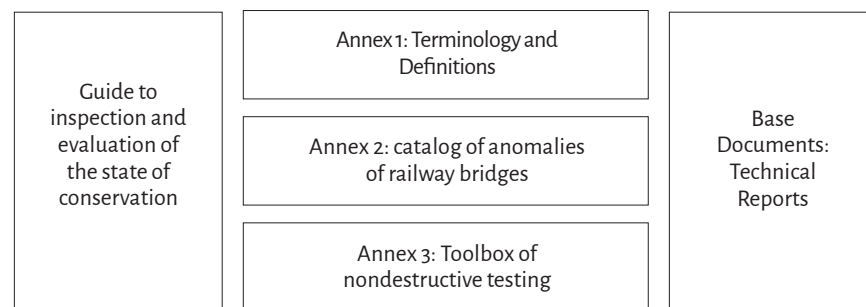 Guide to
inspection and
evaluation of
the state of
conservation
Annex 1: Terminology and
Definitions
Annex 2: catalog of anomalies
of railway bridges
Annex 3: Toolbox of
nondestructive testing
Base
Documents:
Technical
Reports